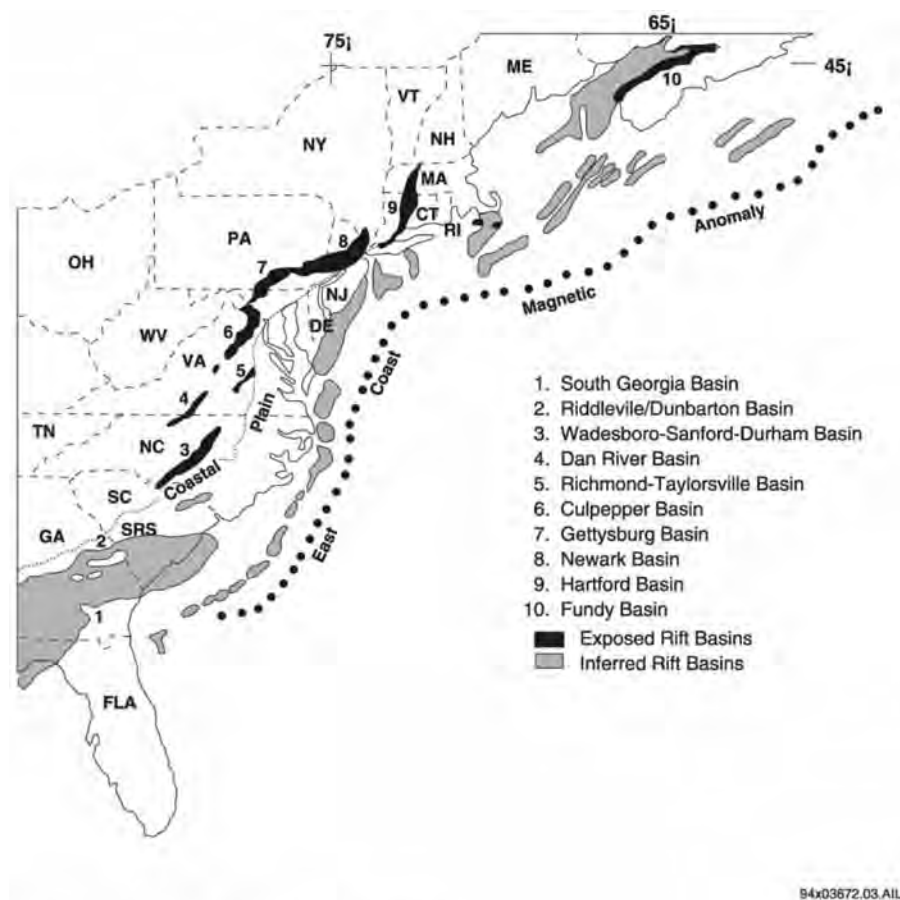 75¡
65¡
ME
10
45¡
VT
NY
NH
MA
9
CT
RI
PA
8
OH
7
NJ
DE
6
WV
VA
5
4
TN
NC
3
Plain
Coastal
SC
GA
2
SRS
1
FLA
East
Coast
Magnetic
Anomaly
1. South Georgia Basin
2. Riddlevile/Dunbarton Basin
3. Wadesboro-Sanford-Durham Basin
4. Dan River Basin
5. Richmond-Taylorsville Basin
6. Culpepper Basin
7. Gettysburg Basin
8. Newark Basin
9. Hartford Basin
10. Fundy Basin
Exposed Rift Basins
Inferred Rift Basins
94x03672.03.AIL